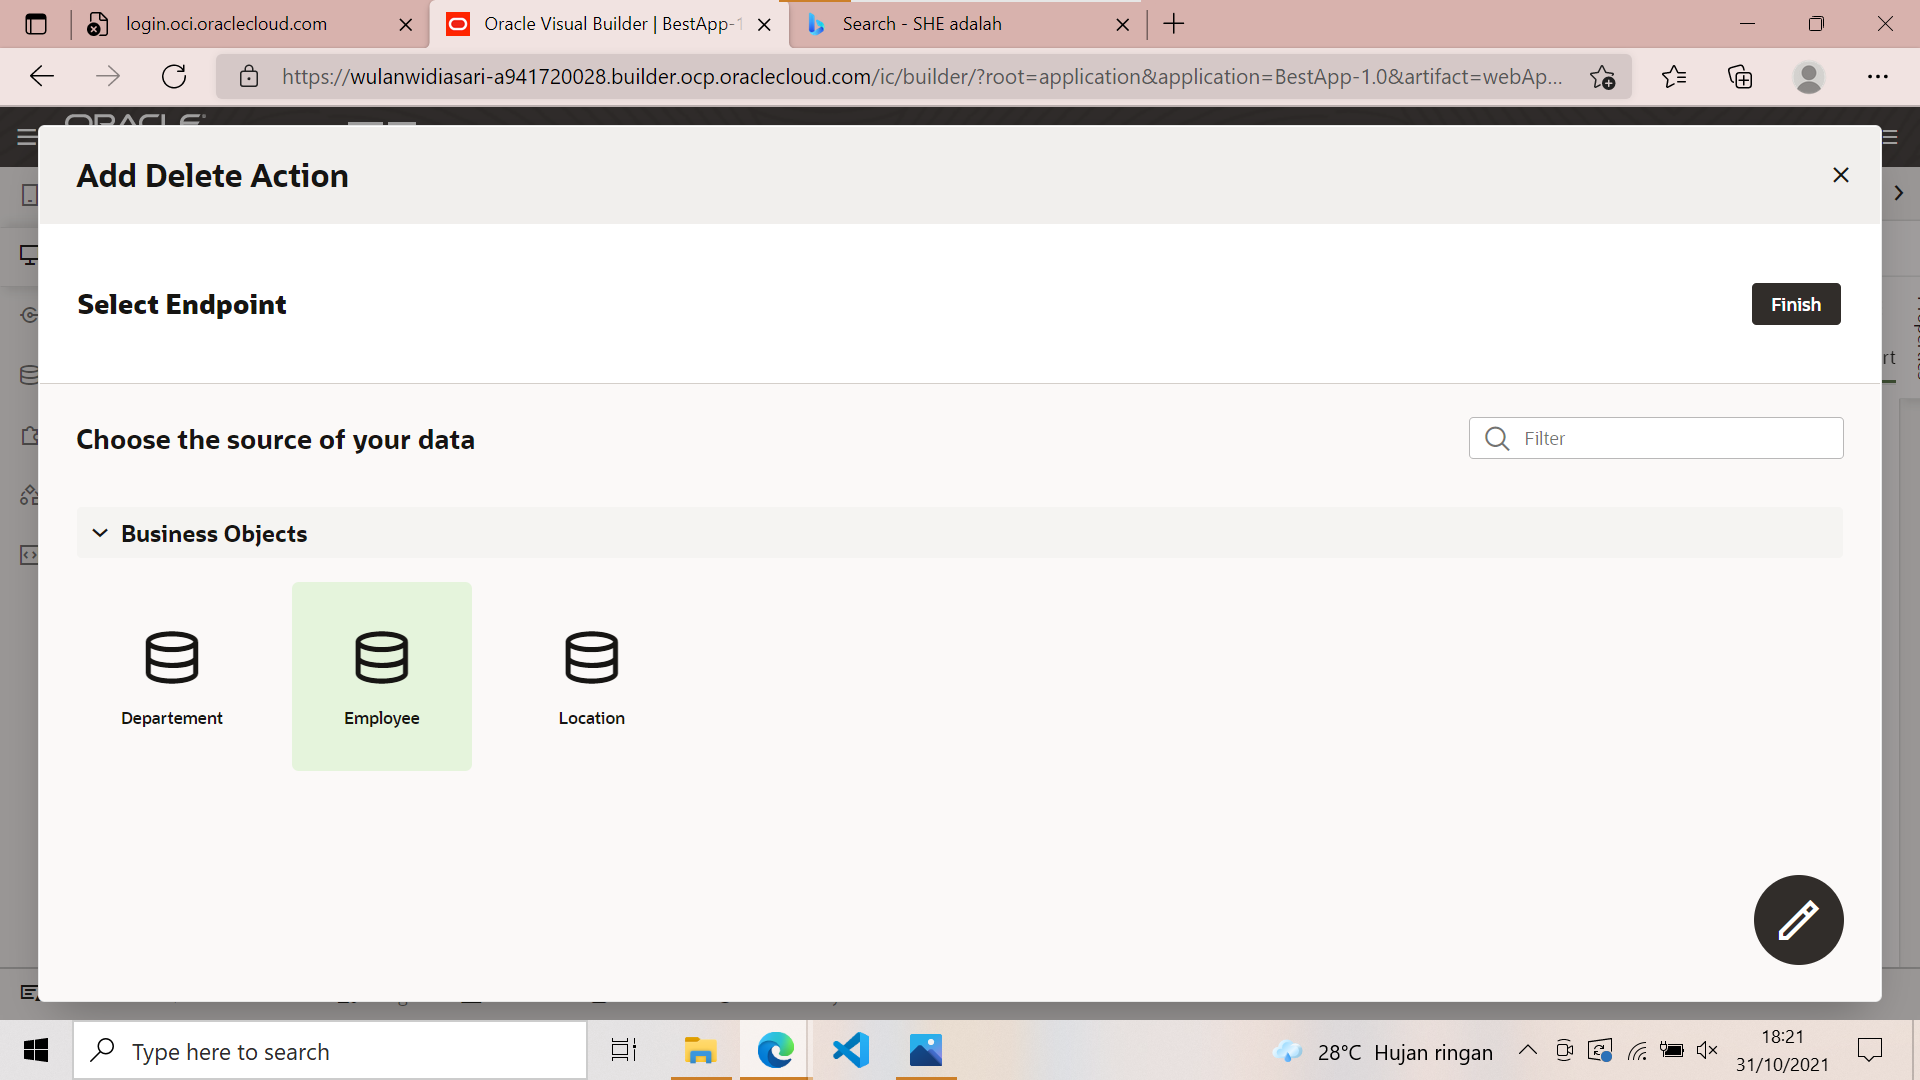 login.oci.oraclecloud.com
Oracle Visual Builder | BestApp-1
Search - SHE adalah
https://wulanwidiasari-a941720028.builder.ocp.oraclecloud.com/ic/builder/?root=application&application=BestApp-1.0&artifact=webAp...
ORACLE
Add Delete Action
Select Endpoint
Finish
Properties
rt
Choose the source of your data
Filter
Business Objects
Departement
Employee
Location
Type here to search
28°C Hujan ringan
18:21
31/10/2021